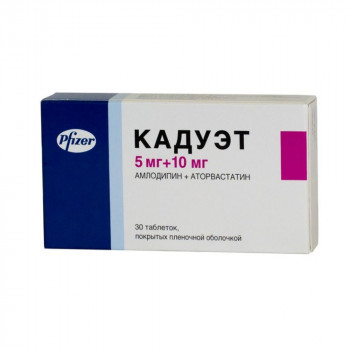 Pfizer
КАДУЭТ
5 мг+10 мг
АМЛОДИПИН + АТОРВАСТАТИН
30 таблеток,
покрытых пленочной оболочкой